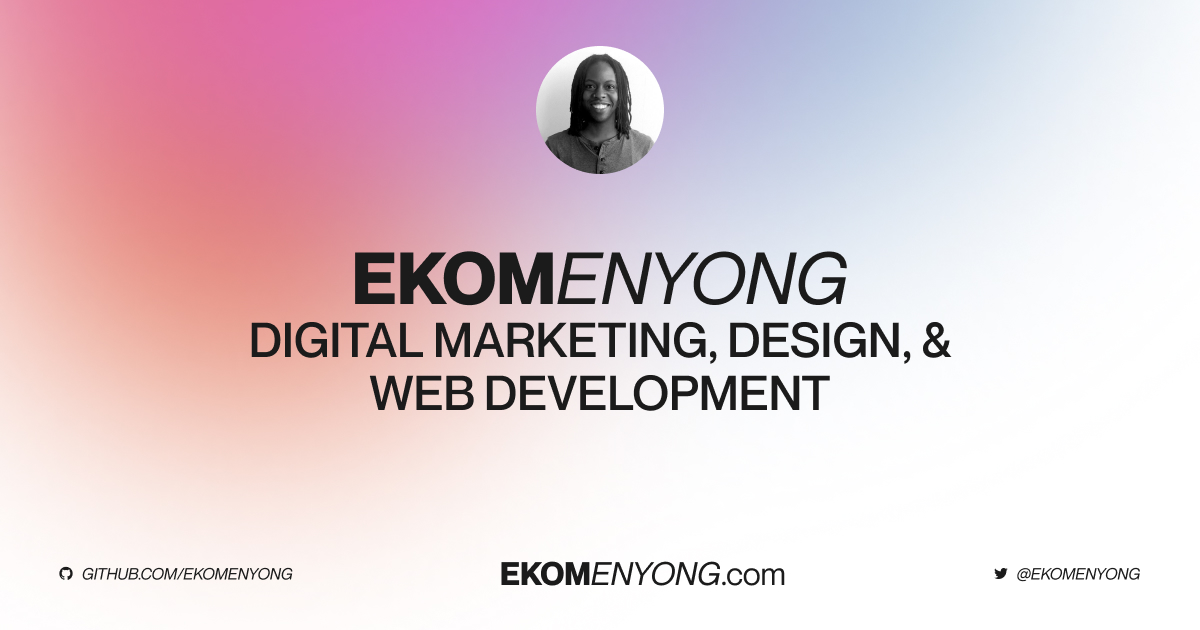 EKOMENYONG
DIGITAL MARKETING, DESIGN, &
WEB DEVELOPMENT
GITHUB.COM/EKOMENYONG
EKOMENYONG.com
@EKOMENYONG